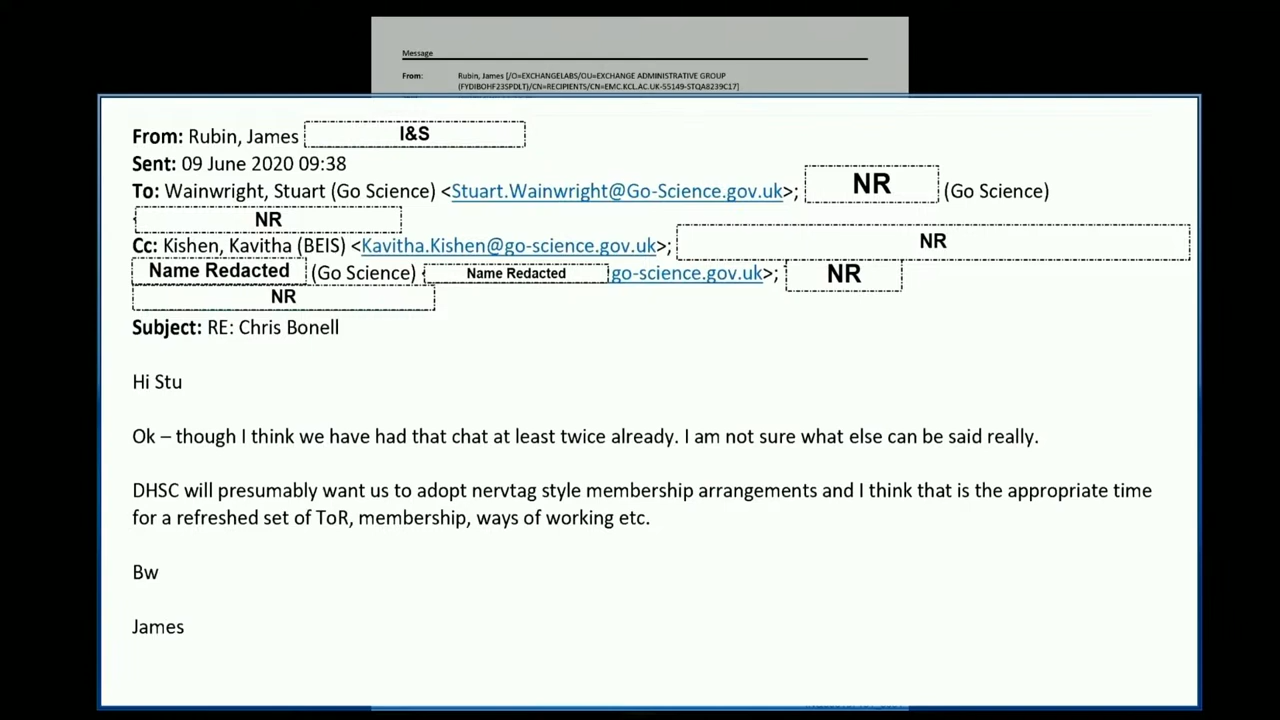 Message
From: Rubin, James [/O=EXCHANGELABS/OU=EXCHANGE ADMINISTRATIVE GROUP
(FYDIBOHF23SPDLT)/CN=RECIPIENTS/CN=EMC.KCL.AC.UK-55149-STQA8239C17]
From: Rubin, James I&S
Sent: 09 June 2020 09:38
To: Wainwright, Stuart (Go Science) <Stuart.Wainwright@Go-Science.gov.uk>; NR (Go Science)
NR
Cc: Kishen, Kavitha (BEIS) <Kavitha.Kishen@go-science.gov.uk>; NR
Name Redacted (Go Science) Name Redacted go-science.gov.uk>; NR
NR
Subject: RE: Chris Bonell
Hi Stu
Ok – though I think we have had that chat at least twice already. I am not sure what else can be said really.
DHSC will presumably want us to adopt nervtag style membership arrangements and I think that is the appropriate time
for a refreshed set of ToR, membership, ways of working etc.
Bw
James